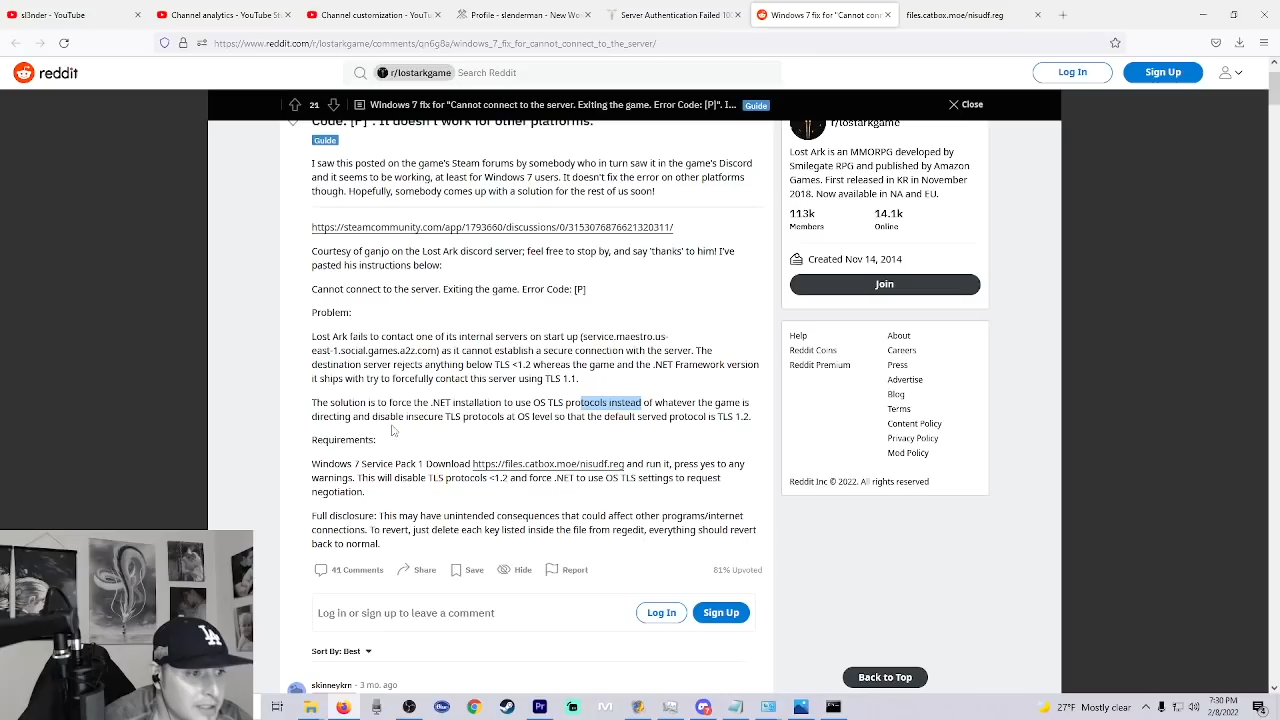 sl3nder - YouTube
Channel analytics - YouTube St
Channel customization - YouTu
Profile - slenderman - New Wo
Server Authentication Failed 100
Windows 7 fix for "Cannot conn
files.catbox.moe/nisudf.reg
https://www.reddit.com/r/lostarkgame/comments/qn6g8a/windows_7_fix_for_cannot_connect_to_the_server/
reddit
r/lostarkgame
Search Reddit
Log In
Sign Up
21
Windows 7 fix for "Cannot connect to the server. Exiting the game. Error Code: [P]". I...
Guide
Close
Code: [P]". It doesn't work for other platforms.
Guide
I saw this posted on the game's Steam forums by somebody who in turn saw it in the game's Discord
and it seems to be working, at least for Windows 7 users. It doesn't fix the error on other platforms
though. Hopefully, somebody comes up with a solution for the rest of us soon!
https://steamcommunity.com/app/1793660/discussions/0/3153076876621320311/
Courtesy of ganjo on the Lost Ark discord server; feel free to stop by, and say 'thanks' to him! I've
pasted his instructions below:
Cannot connect to the server. Exiting the game. Error Code: [P]
Problem:
Lost Ark fails to contact one of its internal servers on start up (service.maestro.us-
east-1.social.games.a2z.com) as it cannot establish a secure connection with the server. The
destination server rejects anything below TLS <1.2 whereas the game and the .NET Framework version
it ships with try to forcefully contact this server using TLS 1.1.
The solution is to force the .NET installation to use OS TLS protocols instead of whatever the game is
directing and disable insecure TLS protocols at OS level so that the default served protocol is TLS 1.2.
Requirements:
Windows 7 Service Pack 1 Download https://files.catbox.moe/nisudf.reg and run it, press yes to any
warnings. This will disable TLS protocols <1.2 and force .NET to use OS TLS settings to request
negotiation.
Full disclosure: This may have unintended consequences that could affect other programs/internet
connections. To revert, just delete each key listed inside the file from regedit, everything should revert
back to normal.
41 Comments
Share
Save
Hide
Report
81% Upvoted
Log in or sign up to leave a comment
Log In
Sign Up
Sort By: Best
skinneykrn - 3 mo. ago
r/lostarkgame
Lost Ark is an MMORPG developed by
Smilegate RPG and published by Amazon
Games. First released in KR in November
2018. Now available in NA and EU.
113k
14.1k
Members
Online
Created Nov 14, 2014
Join
Help
About
Reddit Coins
Careers
Reddit Premium
Press
Advertise
Blog
Terms
Content Policy
Privacy Policy
Mod Policy
Reddit Inc © 2022. All rights reserved
Back to Top
LA
27°F Mostly clear
7:30 PM
2/8/2022